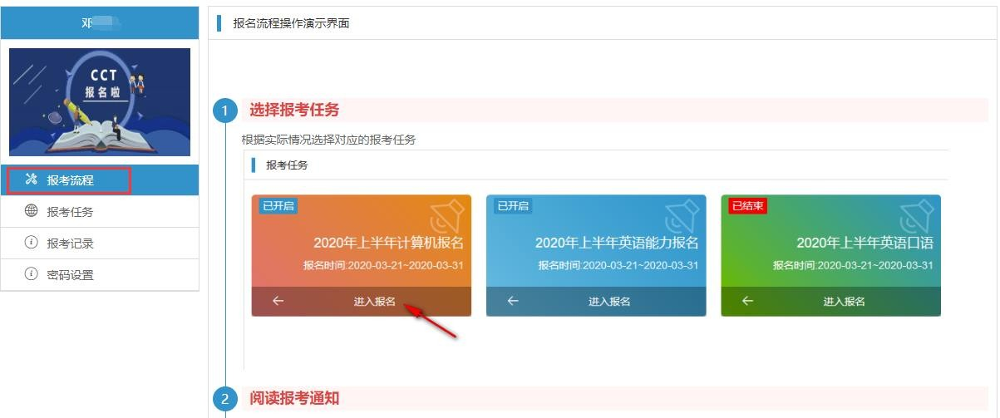 邓
CCT
报名啦
报考流程
报考任务
报考记录
密码设置
报名流程操作演示界面
1
选择报考任务
根据实际情况选择对应的报考任务
报考任务
已开启
2020年上半年计算机报名
报名时间:2020-03-21~2020-03-31
进入报名
已开启
2020年上半年英语能力报名
报名时间:2020-03-21~2020-03-31
进入报名
已结束
2020年上半年英语口语
报名时间:2020-03-21~2020-03-31
进入报名
2
阅读报考通知